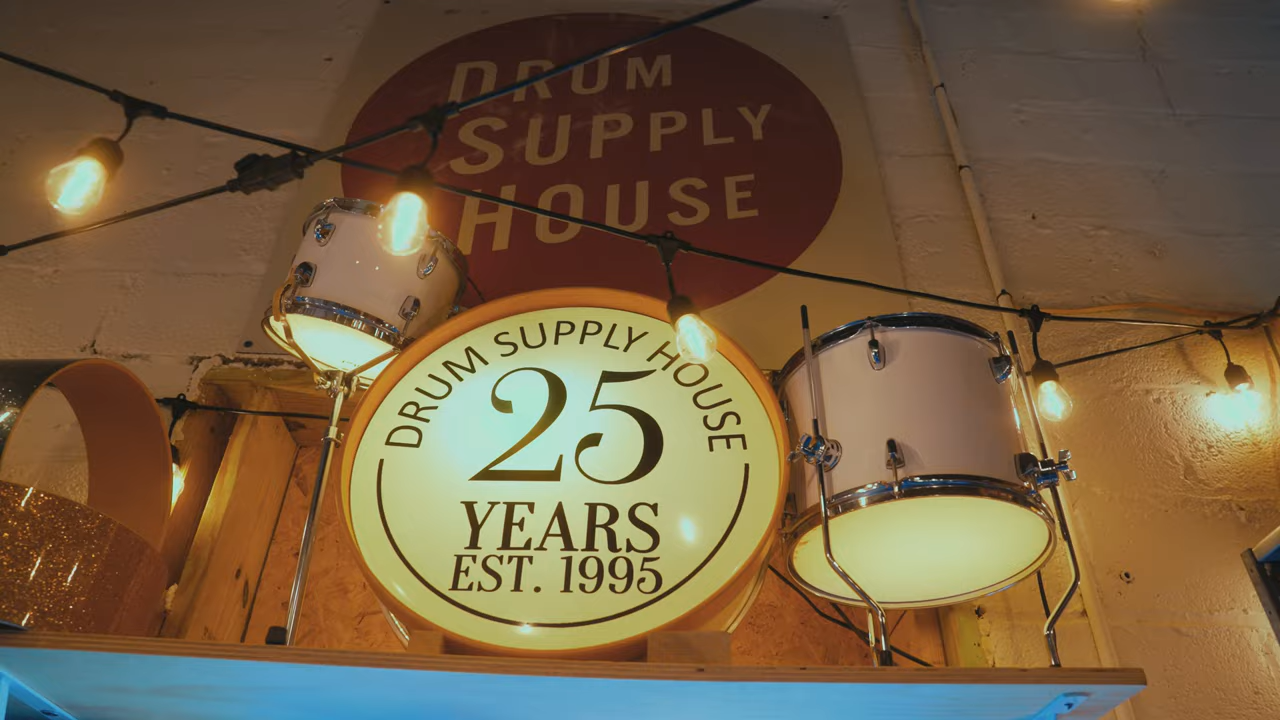 DRUM
SUPPLY
HOUSE
DRUM SUPPLY HOUSE
25
YEARS
EST. 1995